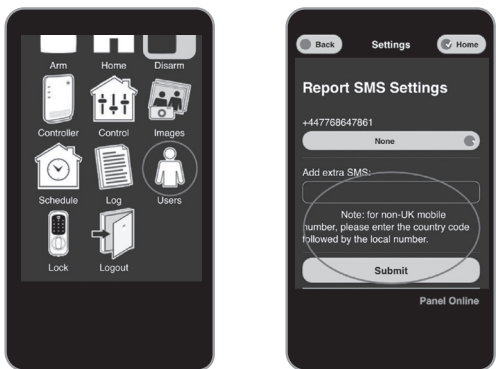 Arm Home Disarm
Controller Control Images
Schedule Log Users
Lock Logout
Back Settings Home
Report SMS Settings
+447768647861
None
Add extra SMS:
Note: for non-UK mobile
number, please enter the country code
followed by the local number.
Submit
Panel Online